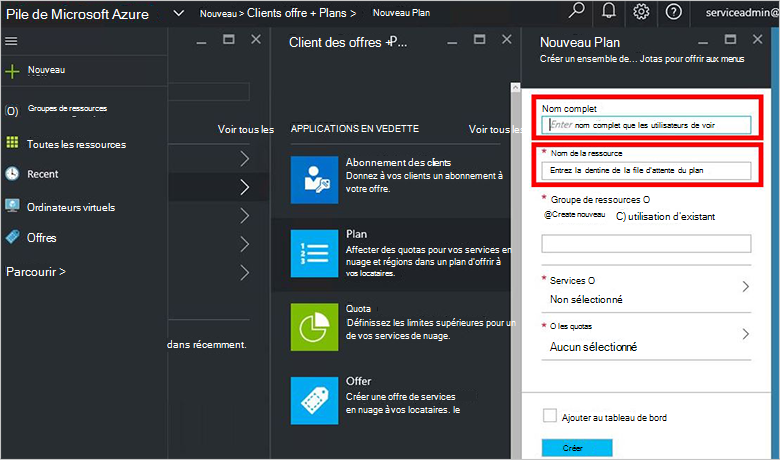 Pile de Microsoft Azure
Nouveau > Clients offre + Plans > Nouveau Plan
serviceadmin@
Nouveau
(O) Groupes de ressources
Toutes les ressources
Recent
Ordinateurs virtuels
Offres
Parcourir >
Voir tous les
dans récemment.
Client des offres +P...
APPLICATIONS EN VEDETTE
Voir tous les
Abonnement des clients
Donnez à vos clients un abonnement à
votre offre.
Plan
Affecter des quotas pour vos services en
nuage et régions dans un plan d'offrir à
vos locataires.
Quota
Définissez les limites supérieures pour un
de vos services de nuage.
Offer
Créer une offre de services
en nuage à vos locataires. le
Nouveau Plan
Créer un ensemble de... Jotas pour offrir aux menus
Nom complet
Enter nom complet que les utilisateurs de voir
* Nom de la ressource
Entrez la dentine de la file d'attente du plan
* Groupe de ressources O
@Create nouveau C) utilisation d'existant
* Services O
Non sélectionné
* O les quotas
Aucun sélectionné
Ajouter au tableau de bord
Créer